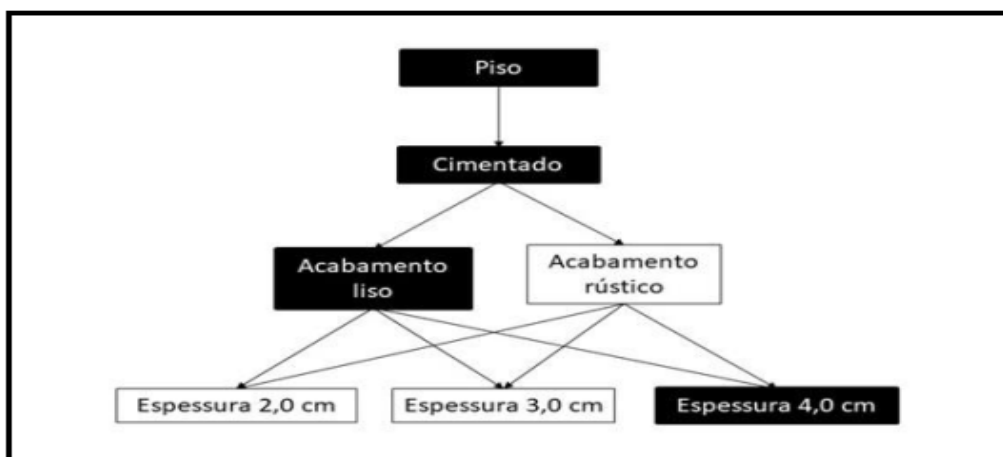 Piso
Cimentado
Acabamento
liso
Acabamento
rústico
Espessura 2,0 cm
Espessura 3,0 cm
Espessura 4,0 cm